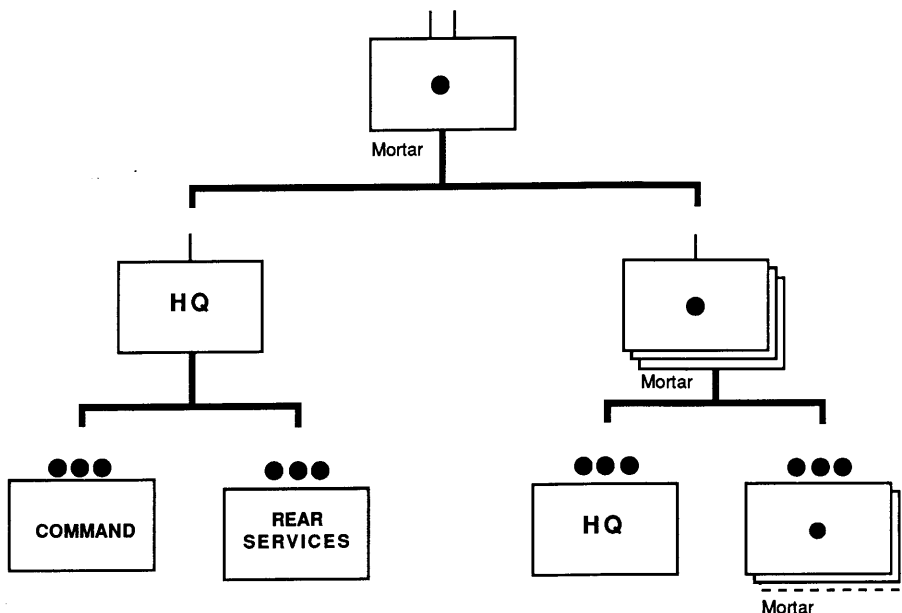 Mortar
HQ
Mortar
COMMAND
REAR
SERVICES
HQ
Mortar